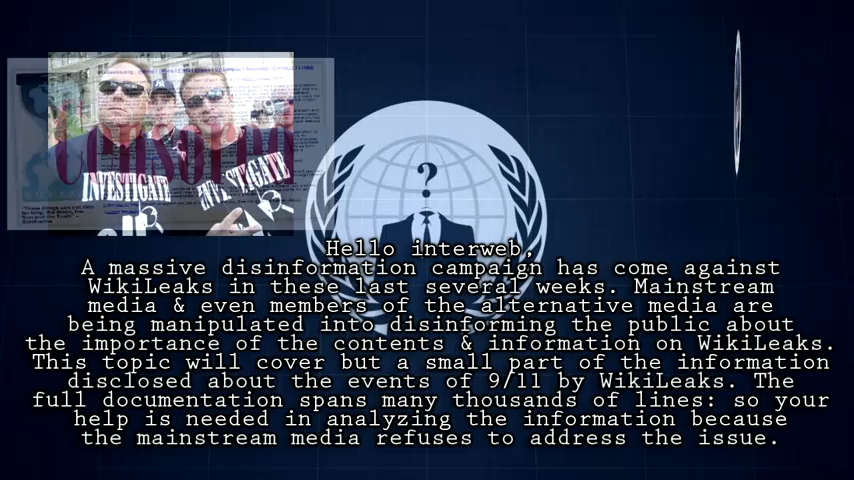 Censored
INVESTIGATE
INVESTIGATE
?
Hello interweb,
A massive disinformation campaign has come against
WikiLeaks in these last several weeks. Mainstream
media & even members of the alternative media are
being manipulated into disinforming the public about
the importance of the contents & information on WikiLeaks.
This topic will cover but a small part of the information
disclosed about the events of 9/11 by WikiLeaks. The
full documentation spans many thousands of lines: so your
help is needed in analyzing the information because
the mainstream media refuses to address the issue.